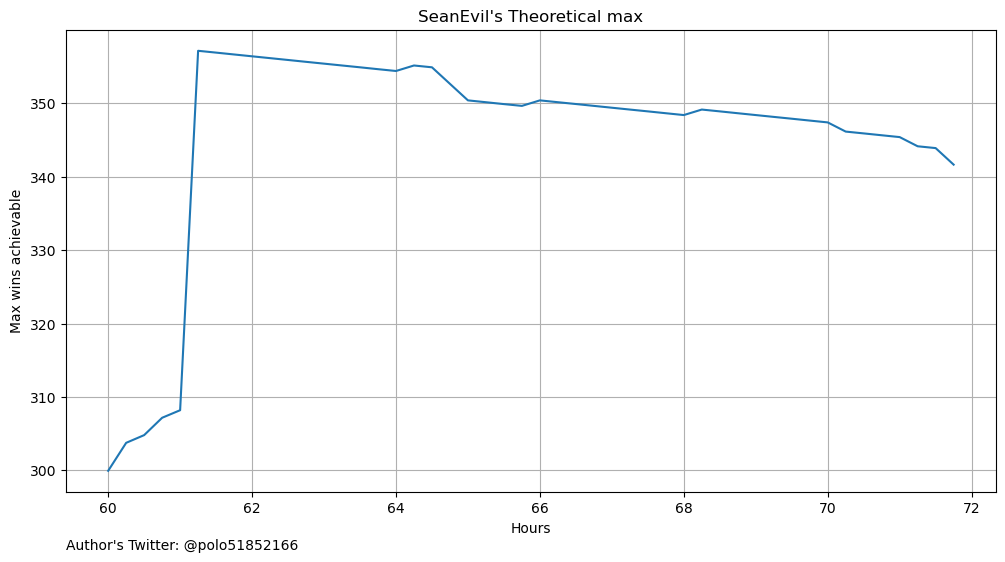 SeanEvil's Theoretical max
Max wins achievable
350
340
330
320
310
300
60 62 64 66 68 70 72
Hours
Author's Twitter: @polo51852166